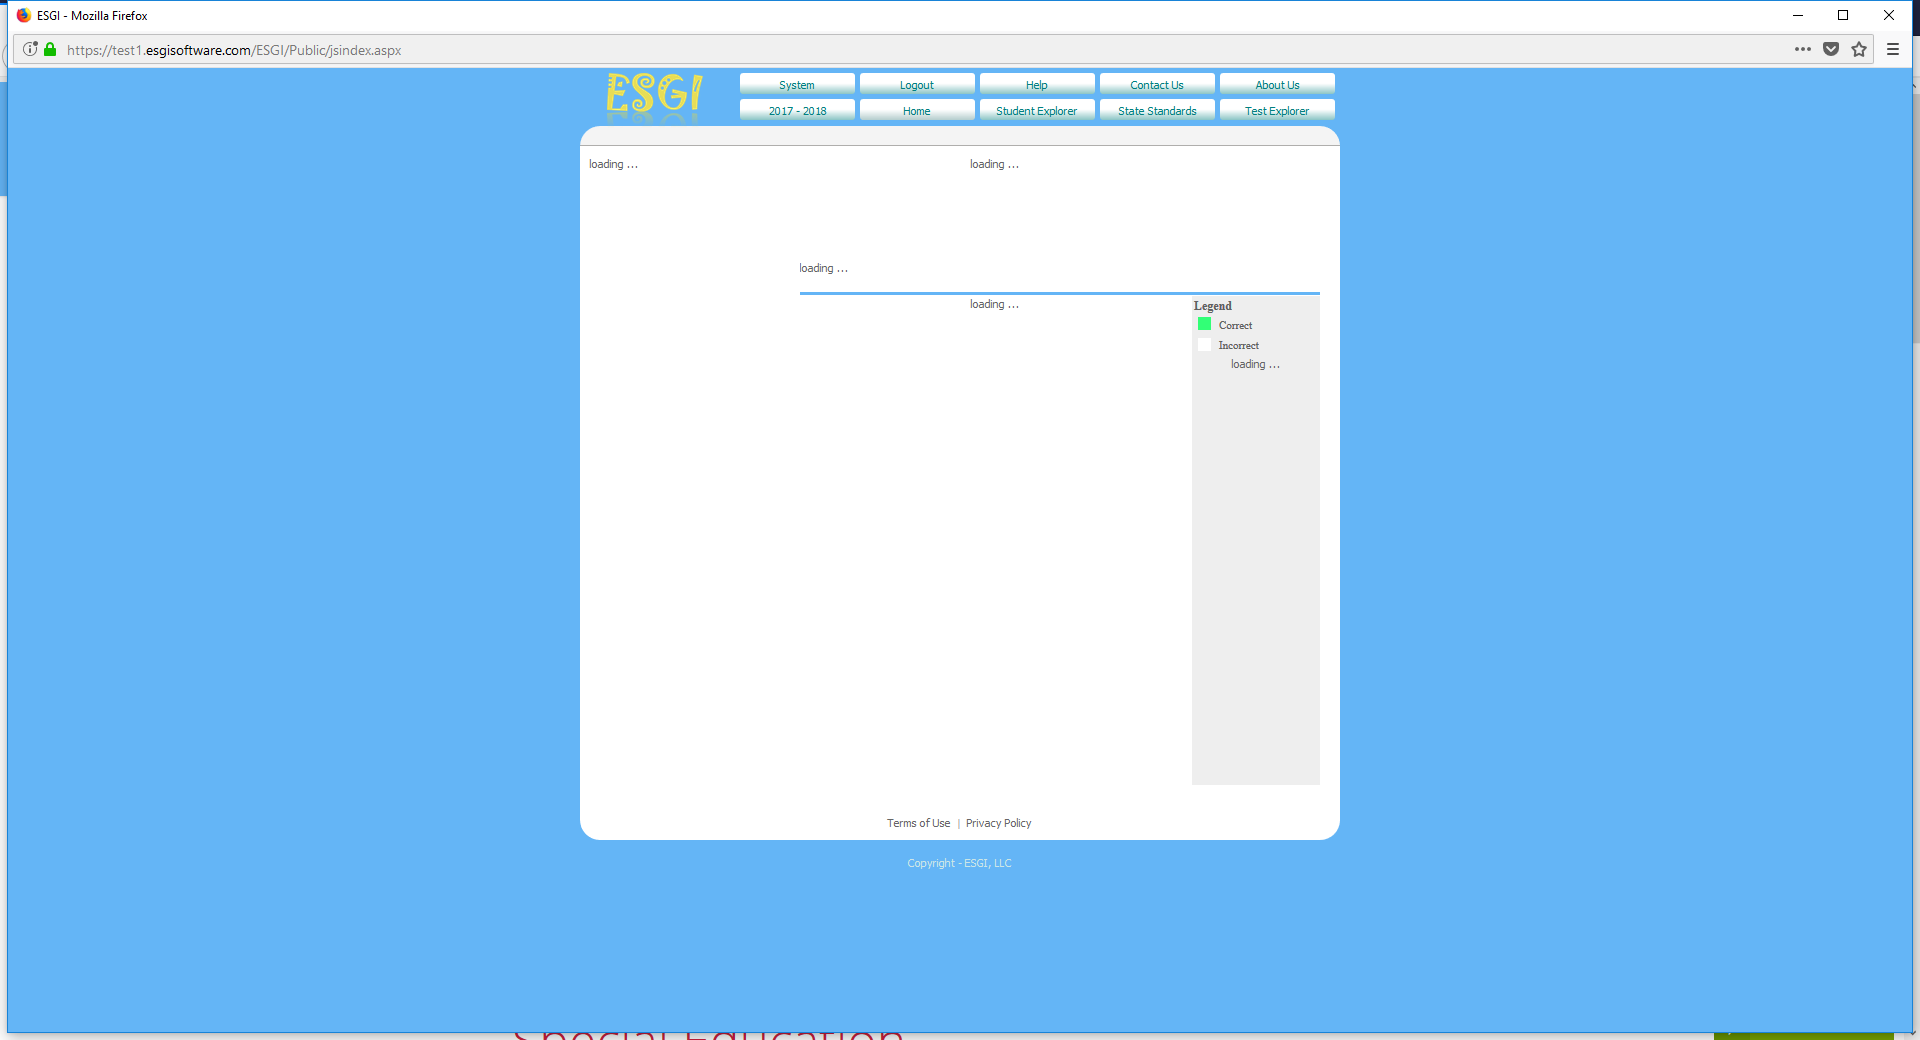 ESGI - Mozilla Firefox
https://test1.esgisoftware.com/ESGI/Public/jsindex.aspx
ESGI
System Logout Help Contact Us About Us
2017 - 2018 Home Student Explorer State Standards Test Explorer
loading ... loading ...
loading ...
loading ... Legend
Correct
Incorrect
loading ...
Terms of Use | Privacy Policy
Copyright - ESGI, LLC
Special Education